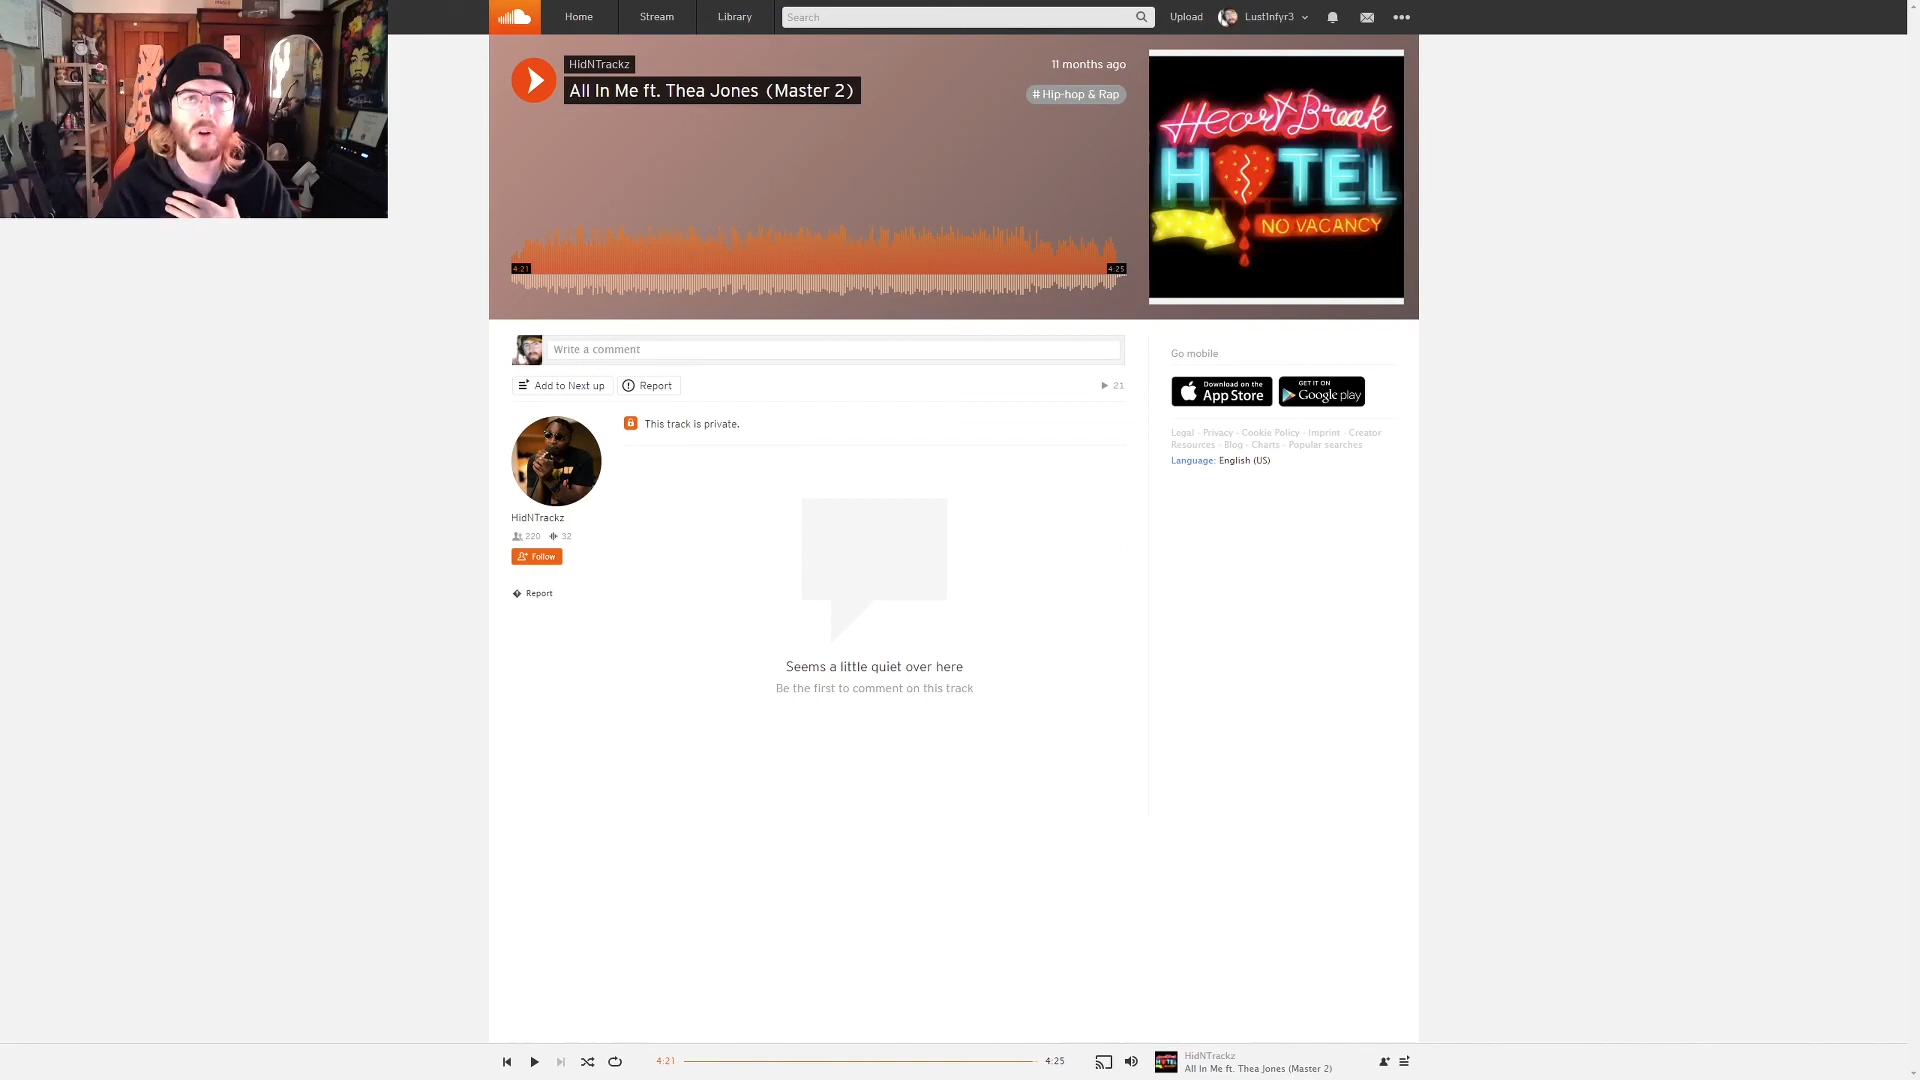 Home
Stream
Library
Search
Upload
Lust1nfyr3
HidNTrackz
All In Me ft. Thea Jones (Master 2)
11 months ago
# Hip-hop & Rap
HeartBreak
HOTEL
NO VACANCY
4:21
4:25
Write a comment
Add to Next up
Report
21
Go mobile
Download on the
App Store
GET IT ON
Google play
Legal - Privacy - Cookie Policy - Imprint - Creator
Resources - Blog - Charts - Popular searches
Language: English (US)
This track is private.
HidNTrackz
220
32
Follow
Report
Seems a little quiet over here
Be the first to comment on this track
4:21
4:25
HidNTrackz
All In Me ft. Thea Jones (Master 2)